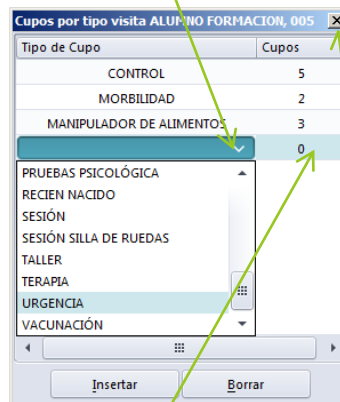 Cupos por tipo visita ALUMNO FORMACION, 005
Tipo de Cupo Cupos
CONTROL 5
MORBILIDAD 2
MANIPULADOR DE ALIMENTOS 3
0
PRUEBAS PSICOLÓGICA
RECIEN NACIDO
SESIÓN
SESIÓN SILLA DE RUEDAS
TALLER
TERAPIA
URGENCIA
VACUNACIÓN
Insertar Borrar